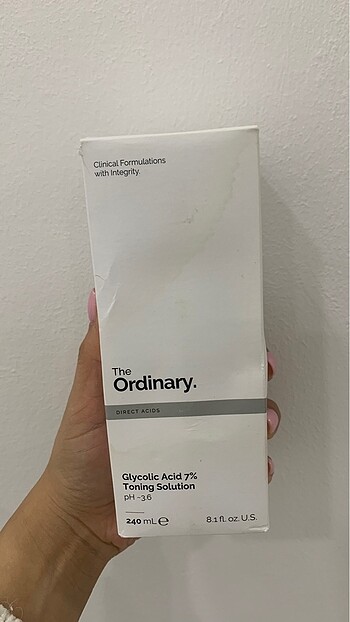 Clinical Formulations
with Integrity.
The
Ordinary.
DIRECT ACIDS
Glycolic Acid 7%
Toning Solution
pH ~3.6
240 mL ℮
8.1 fl. oz. U.S.